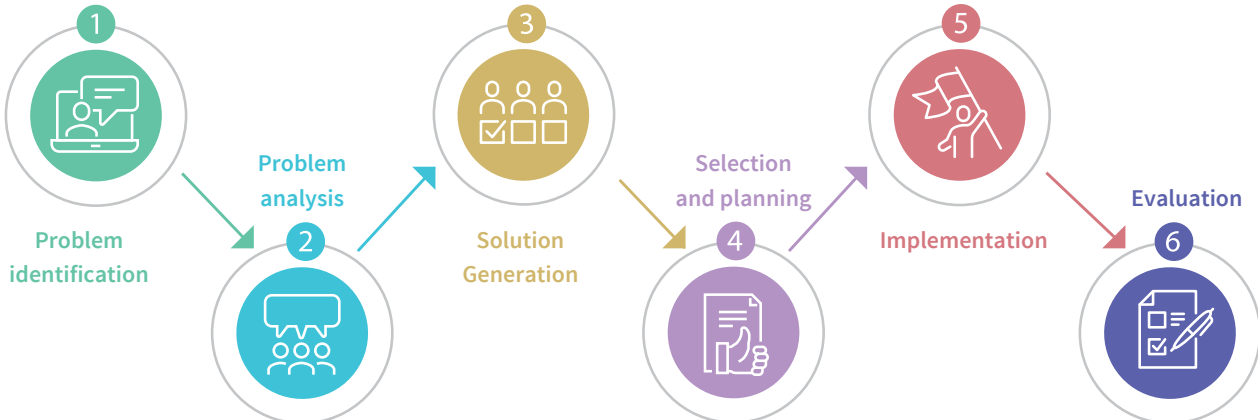 1
Problem
identification
2
Problem
analysis
3
Solution
Generation
4
Selection
and planning
5
Implementation
6
Evaluation